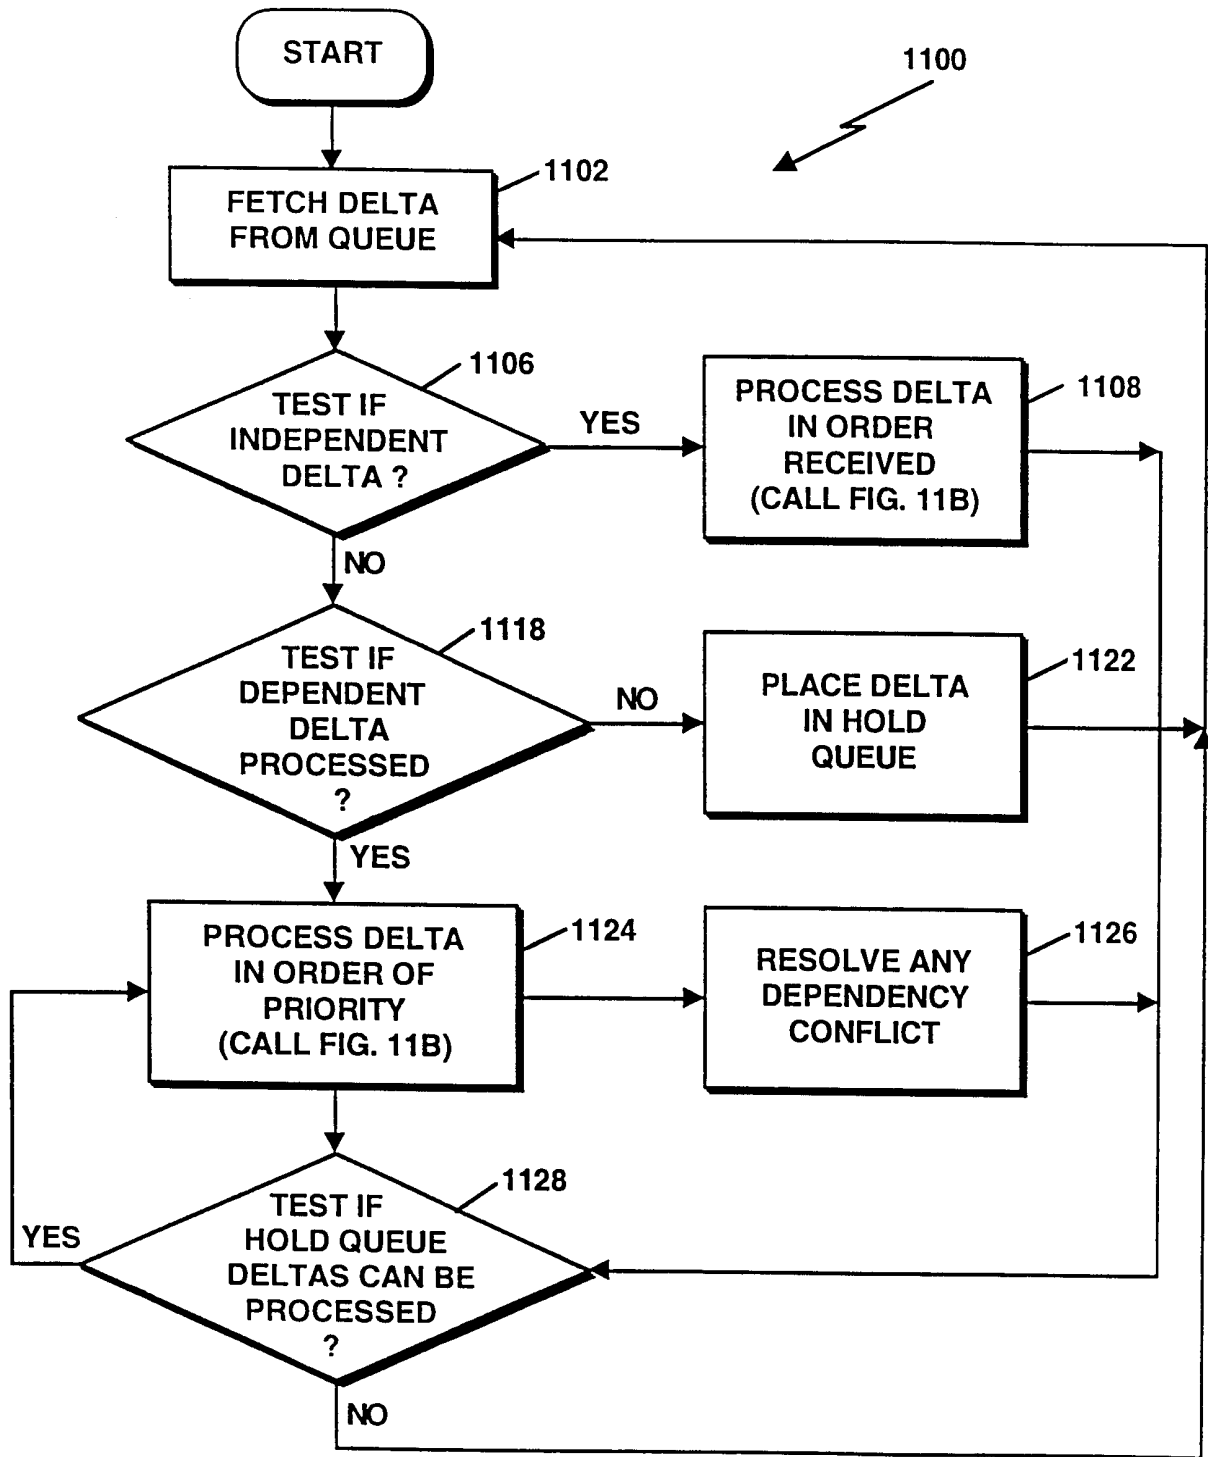 START
1100
1102
FETCH DELTA
FROM QUEUE
1106
TEST IF
INDEPENDENT
DELTA ?
YES
1108
PROCESS DELTA
IN ORDER
RECEIVED
(CALL FIG. 11B)
NO
1118
TEST IF
DEPENDENT
DELTA
PROCESSED
?
NO
1122
PLACE DELTA
IN HOLD
QUEUE
YES
1124
PROCESS DELTA
IN ORDER OF
PRIORITY
(CALL FIG. 11B)
1126
RESOLVE ANY
DEPENDENCY
CONFLICT
1128
TEST IF
HOLD QUEUE
DELTAS CAN BE
PROCESSED
?
YES
NO